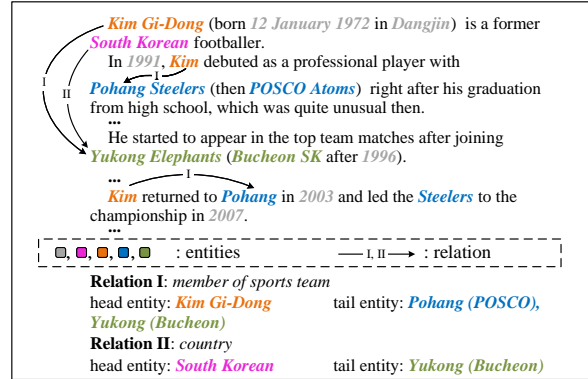 Kim Gi-Dong (born 12 January 1972 in Dangjin) is a former
South Korean footballer.
In 1991, Kim debuted as a professional player with
I
Pohang Steelers (then POSCO Atoms) right after his graduation
from high school, which was quite unusual then.
...
He started to appear in the top team matches after joining
Yukong Elephants (Bucheon SK after 1996).
...
I
Kim returned to Pohang in 2003 and led the Steelers to the
championship in 2007.
...
I
II
, , , , : entities I, II : relation
Relation I: member of sports team
head entity: Kim Gi-Dong tail entity: Pohang (POSCO),
Yukong (Bucheon)
Relation II: country
head entity: South Korean tail entity: Yukong (Bucheon)